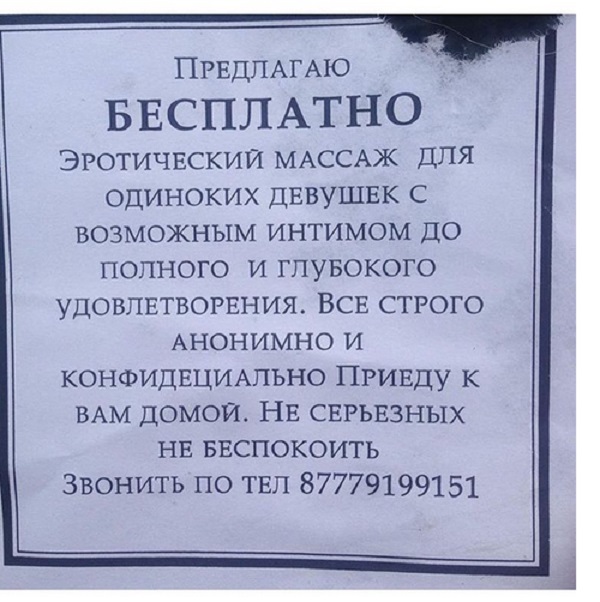 Предлагаю
БЕСПЛАТНО
Эротический массаж для
одиноких девушек с
возможным интимом до
полного и глубокого
удовлетворения. Все строго
анонимно и
конфидециально Приеду к
вам домой. Не серьезных
не беспокоить
Звонить по тел 87779199151